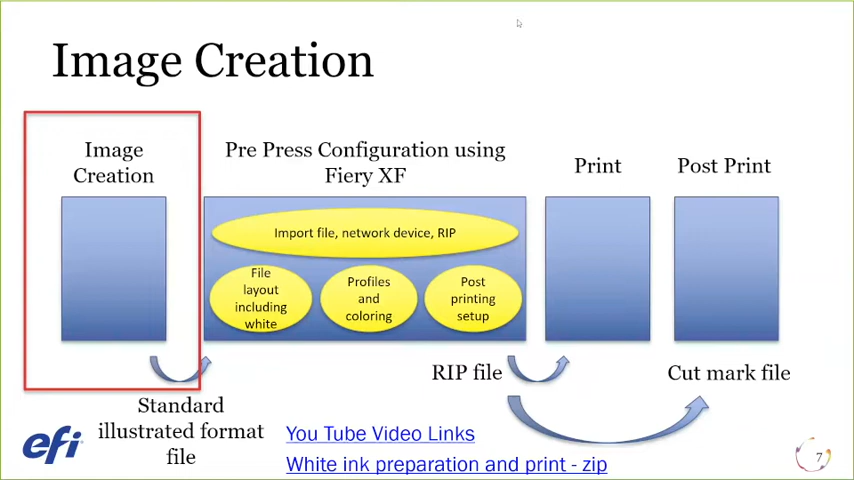 Image Creation
Image
Creation
Pre Press Configuration using
Fiery XF
Print
Post Print
Import file, network device, RIP
File
layout
including
white
Profiles
and
coloring
Post
printing
setup
RIP file
Cut mark file
Standard
illustrated format
file
You Tube Video Links
White ink preparation and print - zip
efi
7